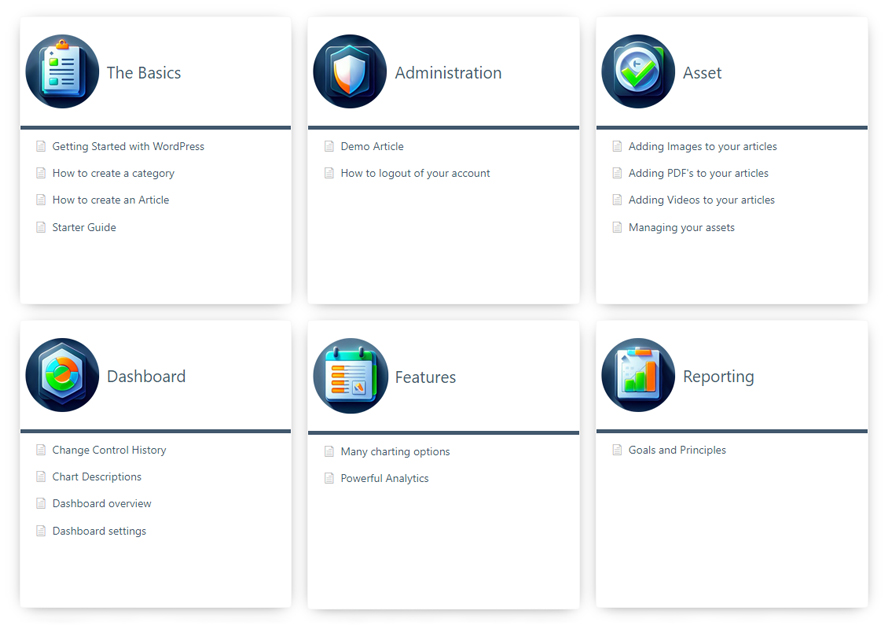 The Basics
Getting Started with WordPress
How to create a category
How to create an Article
Starter Guide
Administration
Demo Article
How to logout of your account
Asset
Adding Images to your articles
Adding PDF's to your articles
Adding Videos to your articles
Managing your assets
Dashboard
Change Control History
Chart Descriptions
Dashboard overview
Dashboard settings
Features
Many charting options
Powerful Analytics
Reporting
Goals and Principles